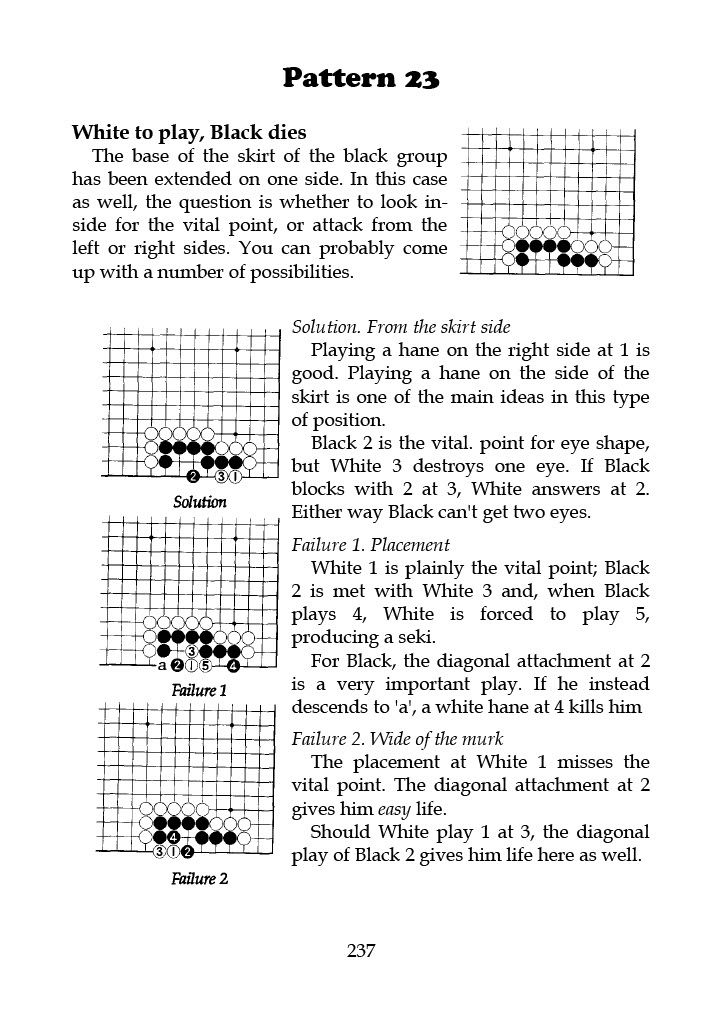 Pattern 23
White to play, Black dies
The base of the skirt of the black group
has been extended on one side. In this case
as well, the question is whether to look in-
side for the vital point, or attack from the
left or right sides. You can probably come
up with a number of possibilities.
Solution. From the skirt side
Playing a hane on the right side at 1 is
good. Playing a hane on the side of the
skirt is one of the main ideas in this type
of position.
Black 2 is the vital. point for eye shape,
but White 3 destroys one eye. If Black
blocks with 2 at 3, White answers at 2.
Either way Black can't get two eyes.
2 3 1
Solution
Failure 1. Placement
White 1 is plainly the vital point; Black
2 is met with White 3 and, when Black
plays 4, White is forced to play 5,
producing a seki.
For Black, the diagonal attachment at 2
is a very important play. If he instead
descends to 'a', a white hane at 4 kills him
3
a 2 1 5 4
Failure 1
Failure 2. Wide of the murk
The placement at White 1 misses the
vital point. The diagonal attachment at 2
gives him easy life.
Should White play 1 at 3, the diagonal
play of Black 2 gives him life here as well.
4
3 1 2
Failure 2
237